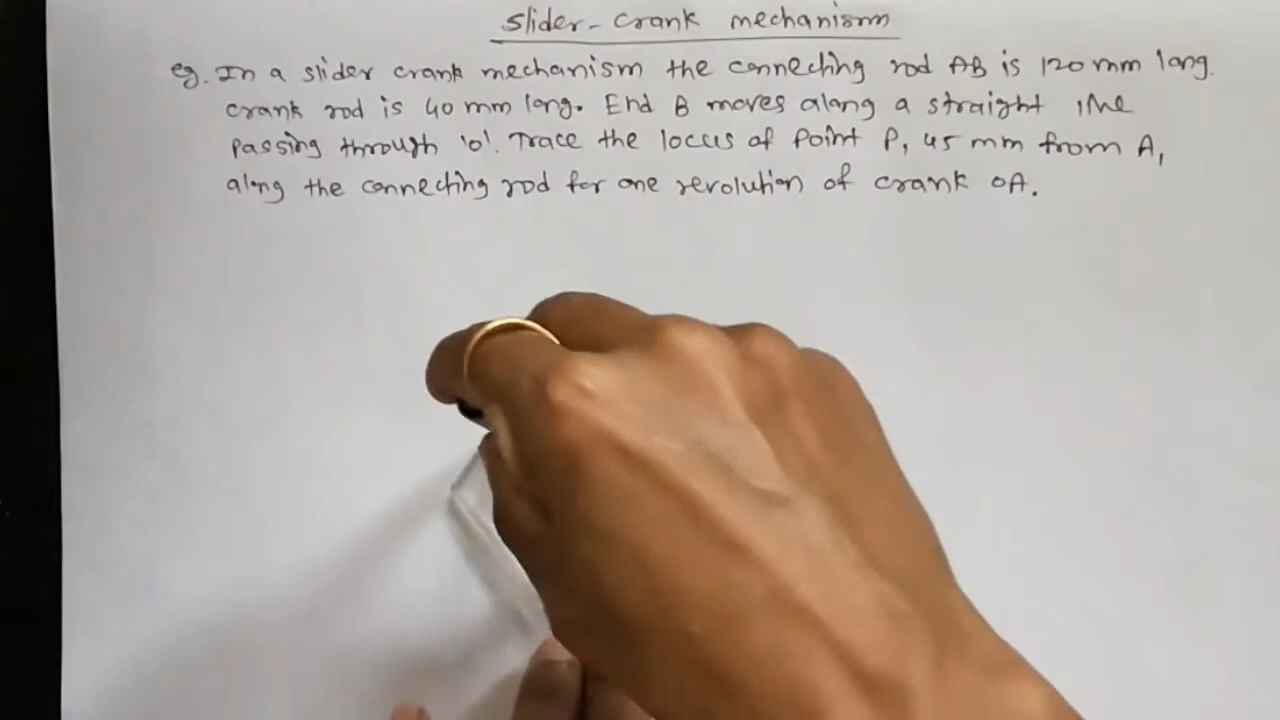 Slider-crank mechanism
eg. In a slider crank mechanism the connecting rod AB is 120 mm long.
crank rod is 40 mm long. End B moves along a straight line
passing through 'o'. Trace the locus of point P, 45 mm from A,
along the connecting rod for one revolution of crank OA.